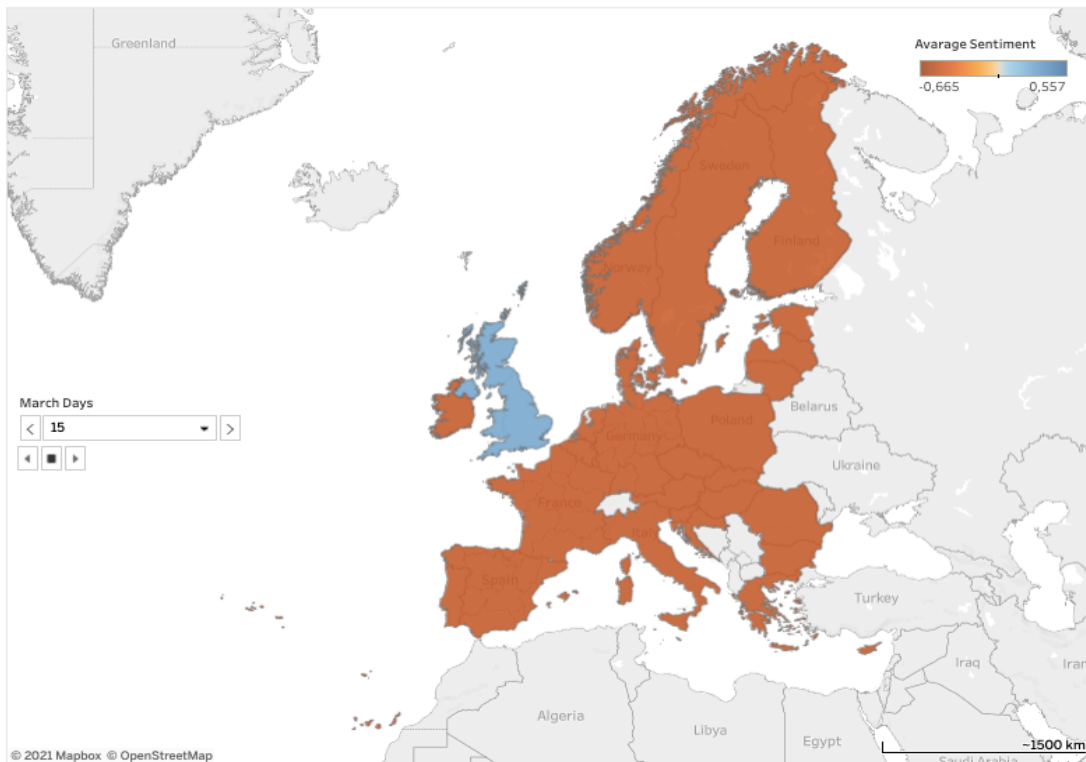 Greenland
Avarage Sentiment
-0,665 0,557
Sweden
Finland
Norway
March Days
15
Belarus
Poland
Germany
Ukraine
France
Italy
Spain
Turkey
Iraq
Iran
Algeria
Libya
Egypt
~1500 km
Saudi Arabia
© 2021 Mapbox © OpenStreetMap